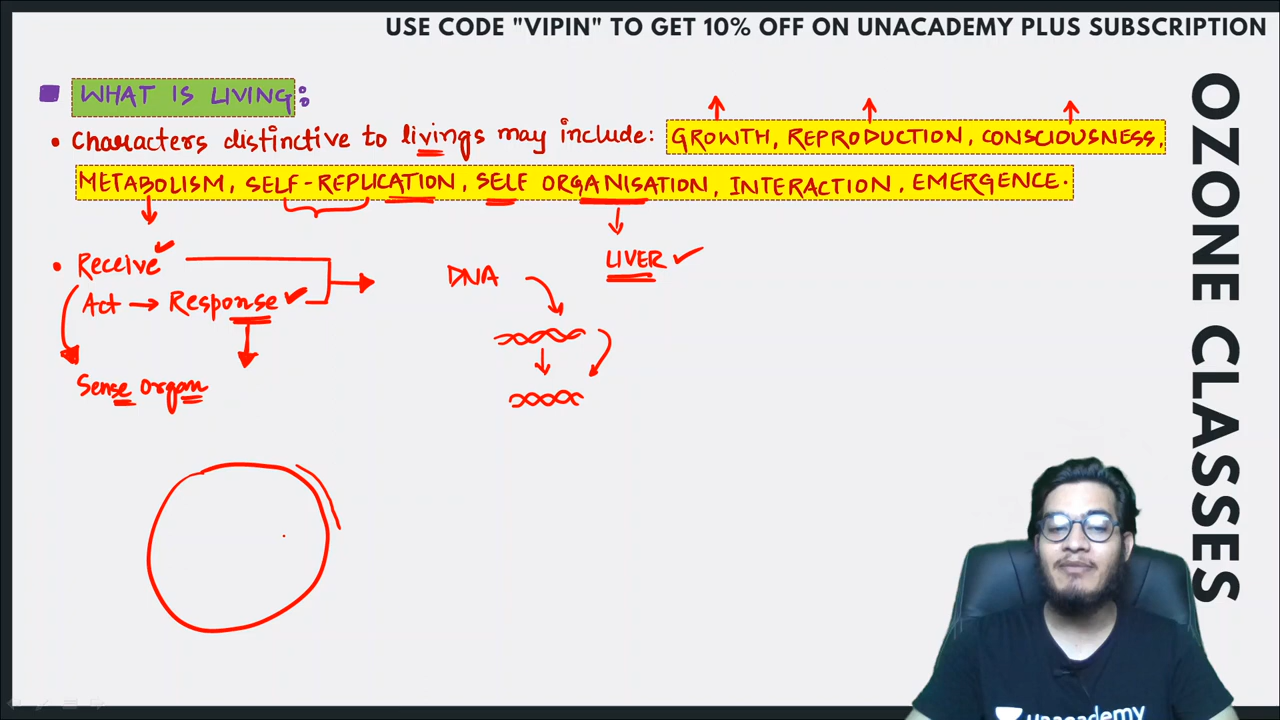 USE CODE "VIPIN" TO GET 10% OFF ON UNACADEMY PLUS SUBSCRIPTION
WHAT IS LIVING:
• Characters distinctive to livings may include: GROWTH, REPRODUCTION, CONSCIOUSNESS,
METABOLISM, SELF-REPLICATION, SELF ORGANISATION, INTERACTION, EMERGENCE.
• Receive
Act → Response
Sense organ
DNA
LIVER
OZONE CLASSES
unacademy